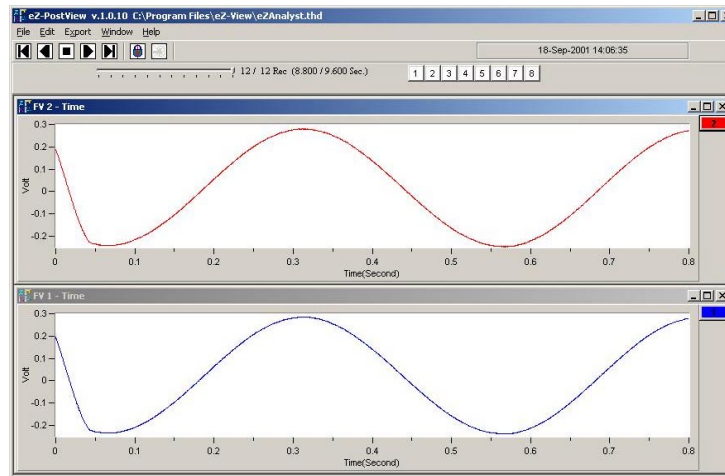 eZ-PostView v.1.0.10 C:\Program Files\eZ-View\eZAnalyst.thd
File Edit Export Window Help
18-Sep-2001 14:06:35
12 / 12 Rec (8.800 / 9.600 Sec.)
1 2 3 4 5 6 7 8
FV 2 - Time
2
0.3
0.2
0.1
0
-0.1
-0.2
Volt
0 0.1 0.2 0.3 0.4 0.5 0.6 0.7 0.8
Time(Second)
FV 1 - Time
0.3
0.2
0.1
0
-0.1
-0.2
Volt
0 0.1 0.2 0.3 0.4 0.5 0.6 0.7 0.8
Time(Second)